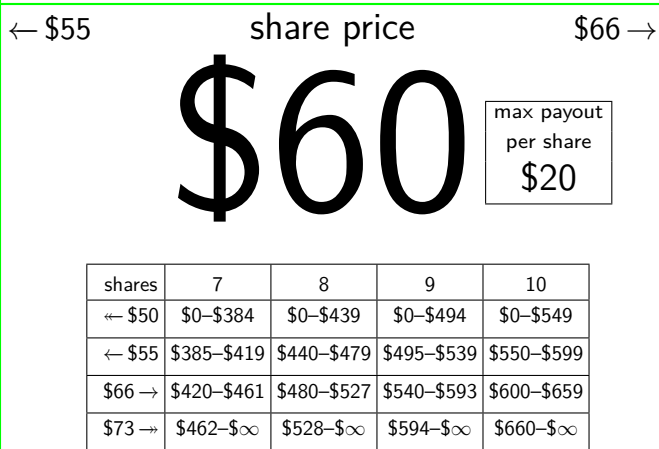 ← $55 share price $66 →
$60
max payout
per share
$20
shares 7 8 9 10
↞ $50 $0–$384 $0–$439 $0–$494 $0–$549
← $55 $385–$419 $440–$479 $495–$539 $550–$599
$66 → $420–$461 $480–$527 $540–$593 $600–$659
$73 ↠ $462–$∞ $528–$∞ $594–$∞ $660–$∞